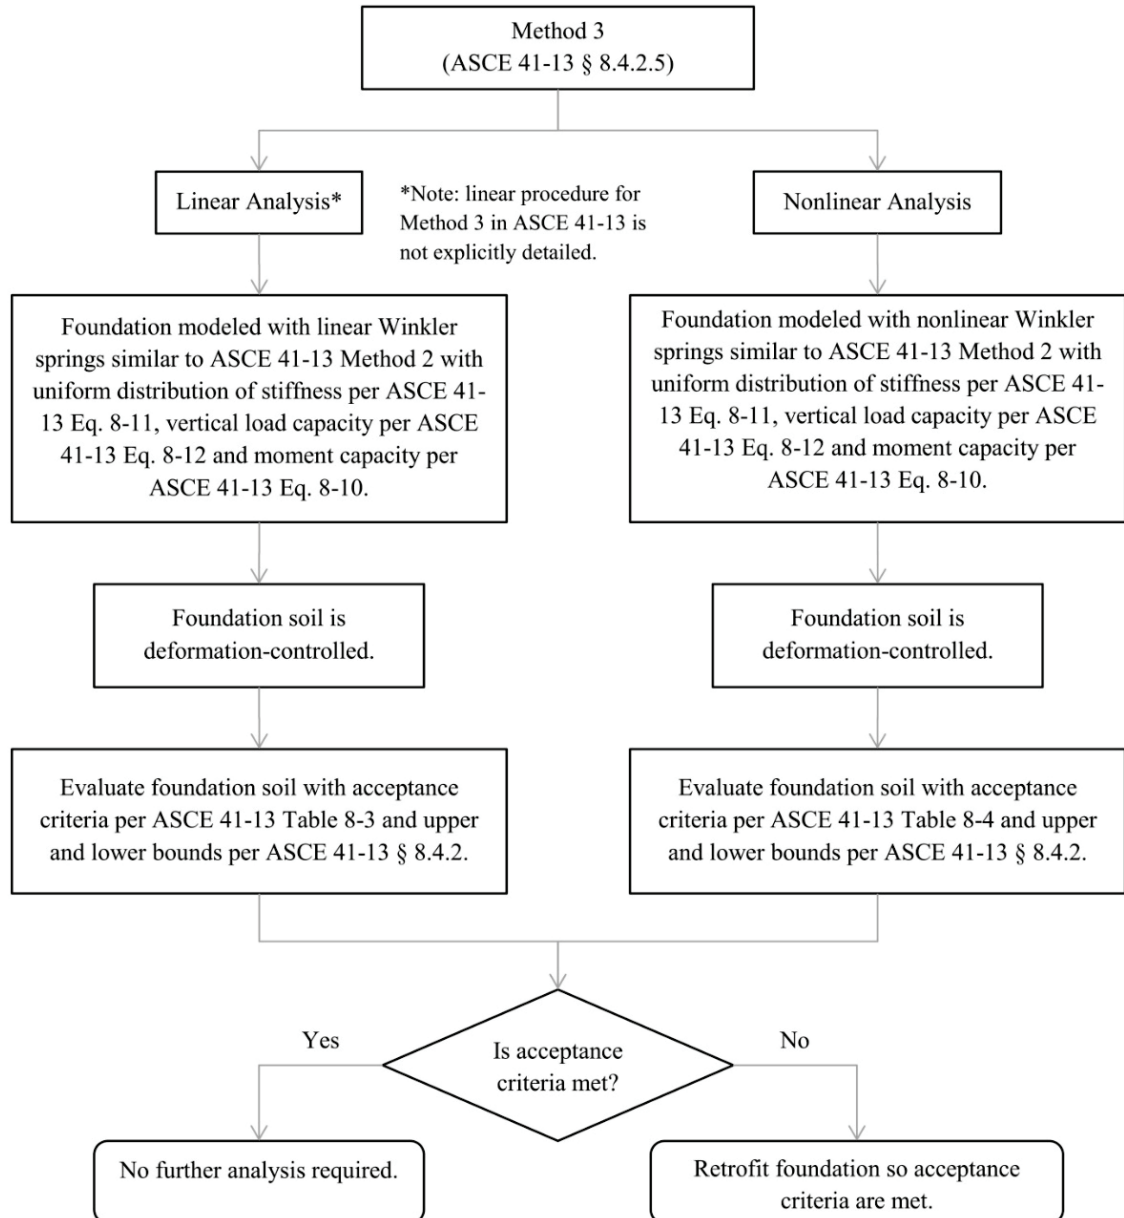 Method 3
(ASCE 41-13 § 8.4.2.5)
Linear Analysis*
*Note: linear procedure for
Method 3 in ASCE 41-13 is
not explicitly detailed.
Nonlinear Analysis
Foundation modeled with linear Winkler
springs similar to ASCE 41-13 Method 2 with
uniform distribution of stiffness per ASCE 41-
13 Eq. 8-11, vertical load capacity per ASCE
41-13 Eq. 8-12 and moment capacity per
ASCE 41-13 Eq. 8-10.
Foundation modeled with nonlinear Winkler
springs similar to ASCE 41-13 Method 2 with
uniform distribution of stiffness per ASCE 41-
13 Eq. 8-11, vertical load capacity per ASCE
41-13 Eq. 8-12 and moment capacity per
ASCE 41-13 Eq. 8-10.
Foundation soil is
deformation-controlled.
Foundation soil is
deformation-controlled.
Evaluate foundation soil with acceptance
criteria per ASCE 41-13 Table 8-3 and upper
and lower bounds per ASCE 41-13 § 8.4.2.
Evaluate foundation soil with acceptance
criteria per ASCE 41-13 Table 8-4 and upper
and lower bounds per ASCE 41-13 § 8.4.2.
Yes
Is acceptance
criteria met?
No
No further analysis required.
Retrofit foundation so acceptance
criteria are met.